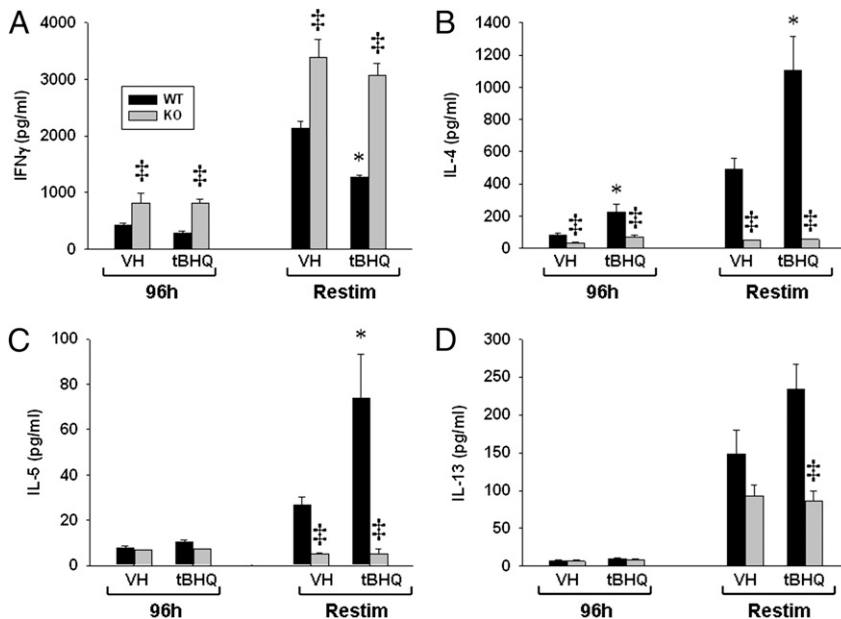 A
IFNγ (pg/ml)
4000
3000
2000
1000
0
WT
KO
‡
‡
‡
*
‡
VH
tBHQ
VH
tBHQ
96h
Restim
B
IL-4 (pg/ml)
1400
1200
1000
800
600
400
200
0
‡
*
‡
‡
*
‡
VH
tBHQ
VH
tBHQ
96h
Restim
C
IL-5 (pg/ml)
100
80
60
40
20
0
‡
*
‡
VH
tBHQ
VH
tBHQ
96h
Restim
D
IL-13 (pg/ml)
300
250
200
150
100
50
0
‡
VH
tBHQ
VH
tBHQ
96h
Restim